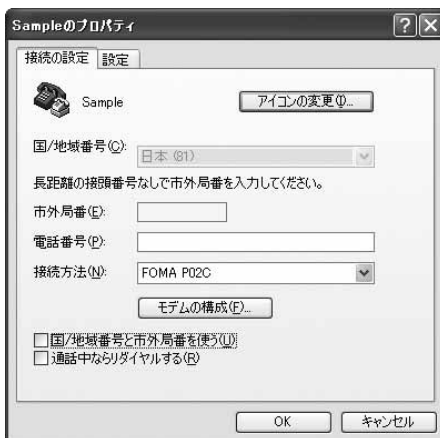 Sampleのプロパティ
接続の設定 設定
Sample アイコンの変更(I)...
国/地域番号(C): 日本 (81)
長距離の接頭番号なしで市外局番を入力してください。
市外局番(E):
電話番号(P):
接続方法(N): FOMA P02C
モデムの構成(F)...
国/地域番号と市外局番を使う(U)
通話中ならリダイヤルする(R)
OK キャンセル